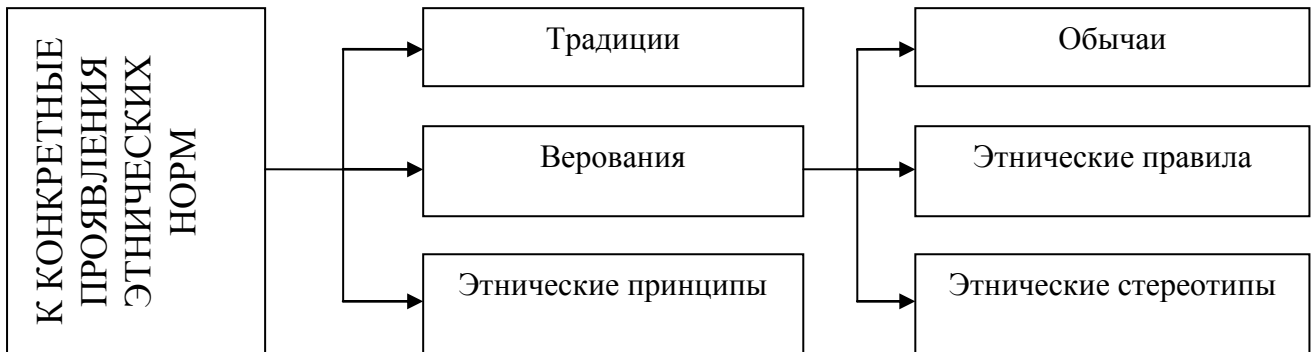 К КОНКРЕТНЫЕ
ПРОЯВЛЕНИЯ
ЭТНИЧЕСКИХ
НОРМ
Традиции
Верования
Этнические принципы
Обычаи
Этнические правила
Этнические стереотипы